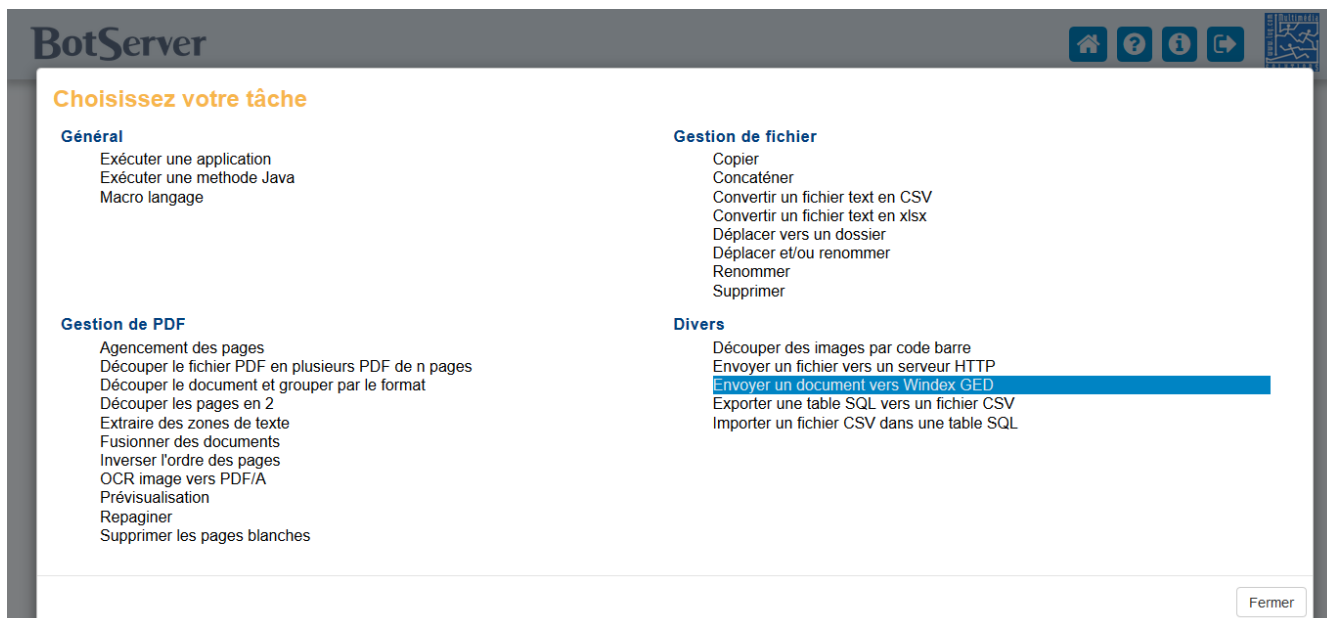 BotServer
Multimédia
Choisissez votre tâche
Général
Exécuter une application
Exécuter une methode Java
Macro langage
Gestion de fichier
Copier
Concaténer
Convertir un fichier text en CSV
Convertir un fichier text en xlsx
Déplacer vers un dossier
Déplacer et/ou renommer
Renommer
Supprimer
Gestion de PDF
Agencement des pages
Découper le fichier PDF en plusieurs PDF de n pages
Découper le document et grouper par le format
Découper les pages en 2
Extraire des zones de texte
Fusionner des documents
Inverser l'ordre des pages
OCR image vers PDF/A
Prévisualisation
Repaginer
Supprimer les pages blanches
Divers
Découper des images par code barre
Envoyer un fichier vers un serveur HTTP
Envoyer un document vers Windex GED
Exporter une table SQL vers un fichier CSV
Importer un fichier CSV dans une table SQL
Fermer